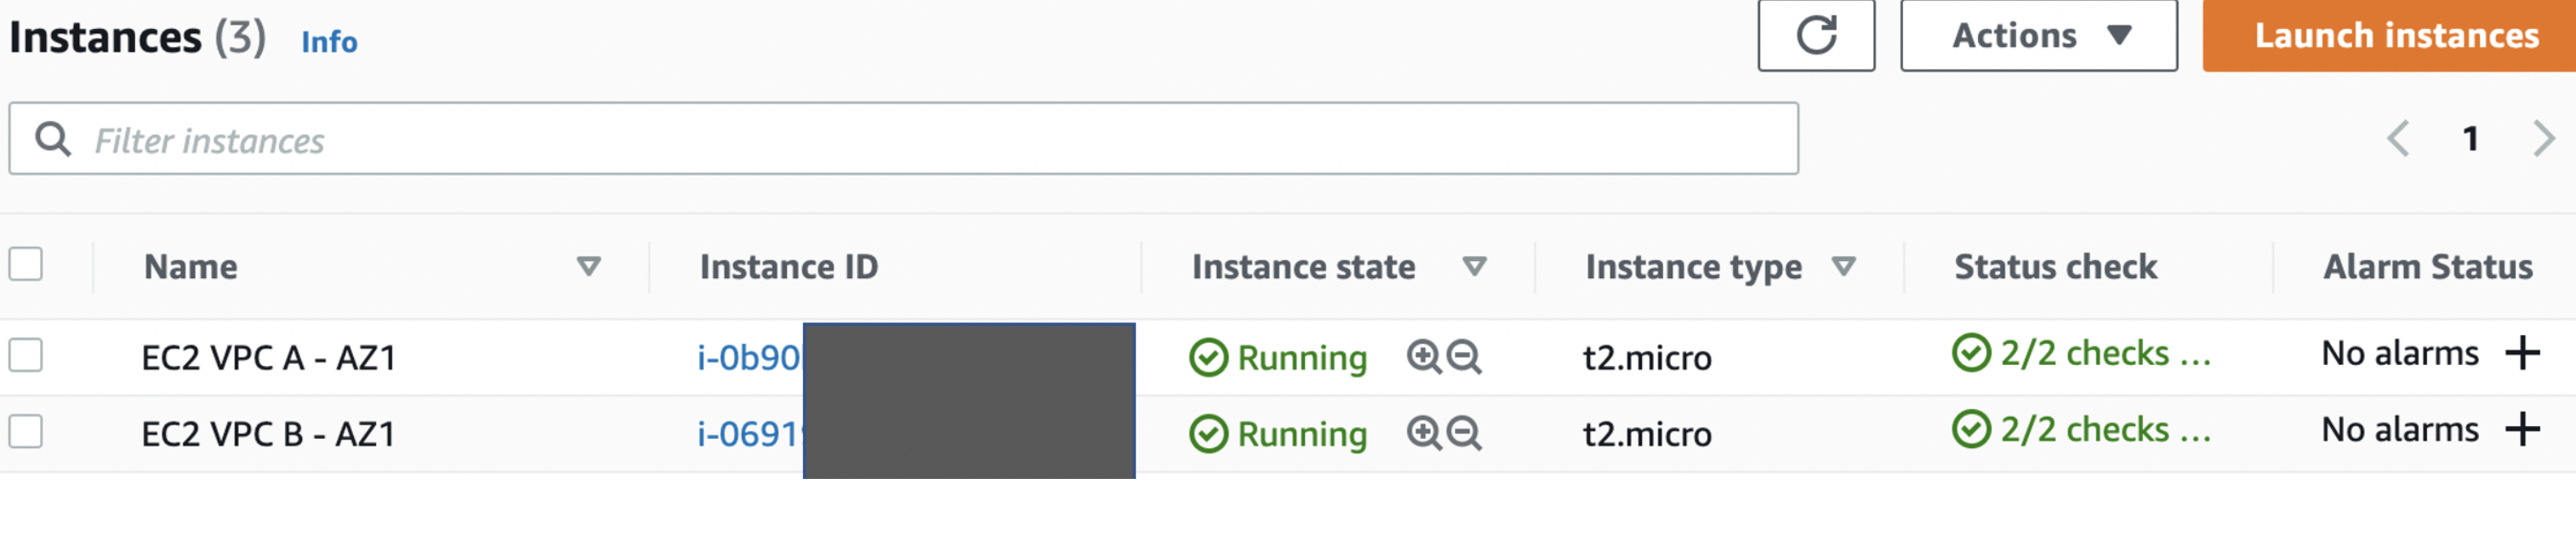 Instances (3) Info Actions Launch instances
Filter instances 1
Name Instance ID Instance state Instance type Status check Alarm Status
EC2 VPC A - AZ1 i-0b90 Running t2.micro 2/2 checks ... No alarms +
EC2 VPC B - AZ1 i-0691 Running t2.micro 2/2 checks ... No alarms +